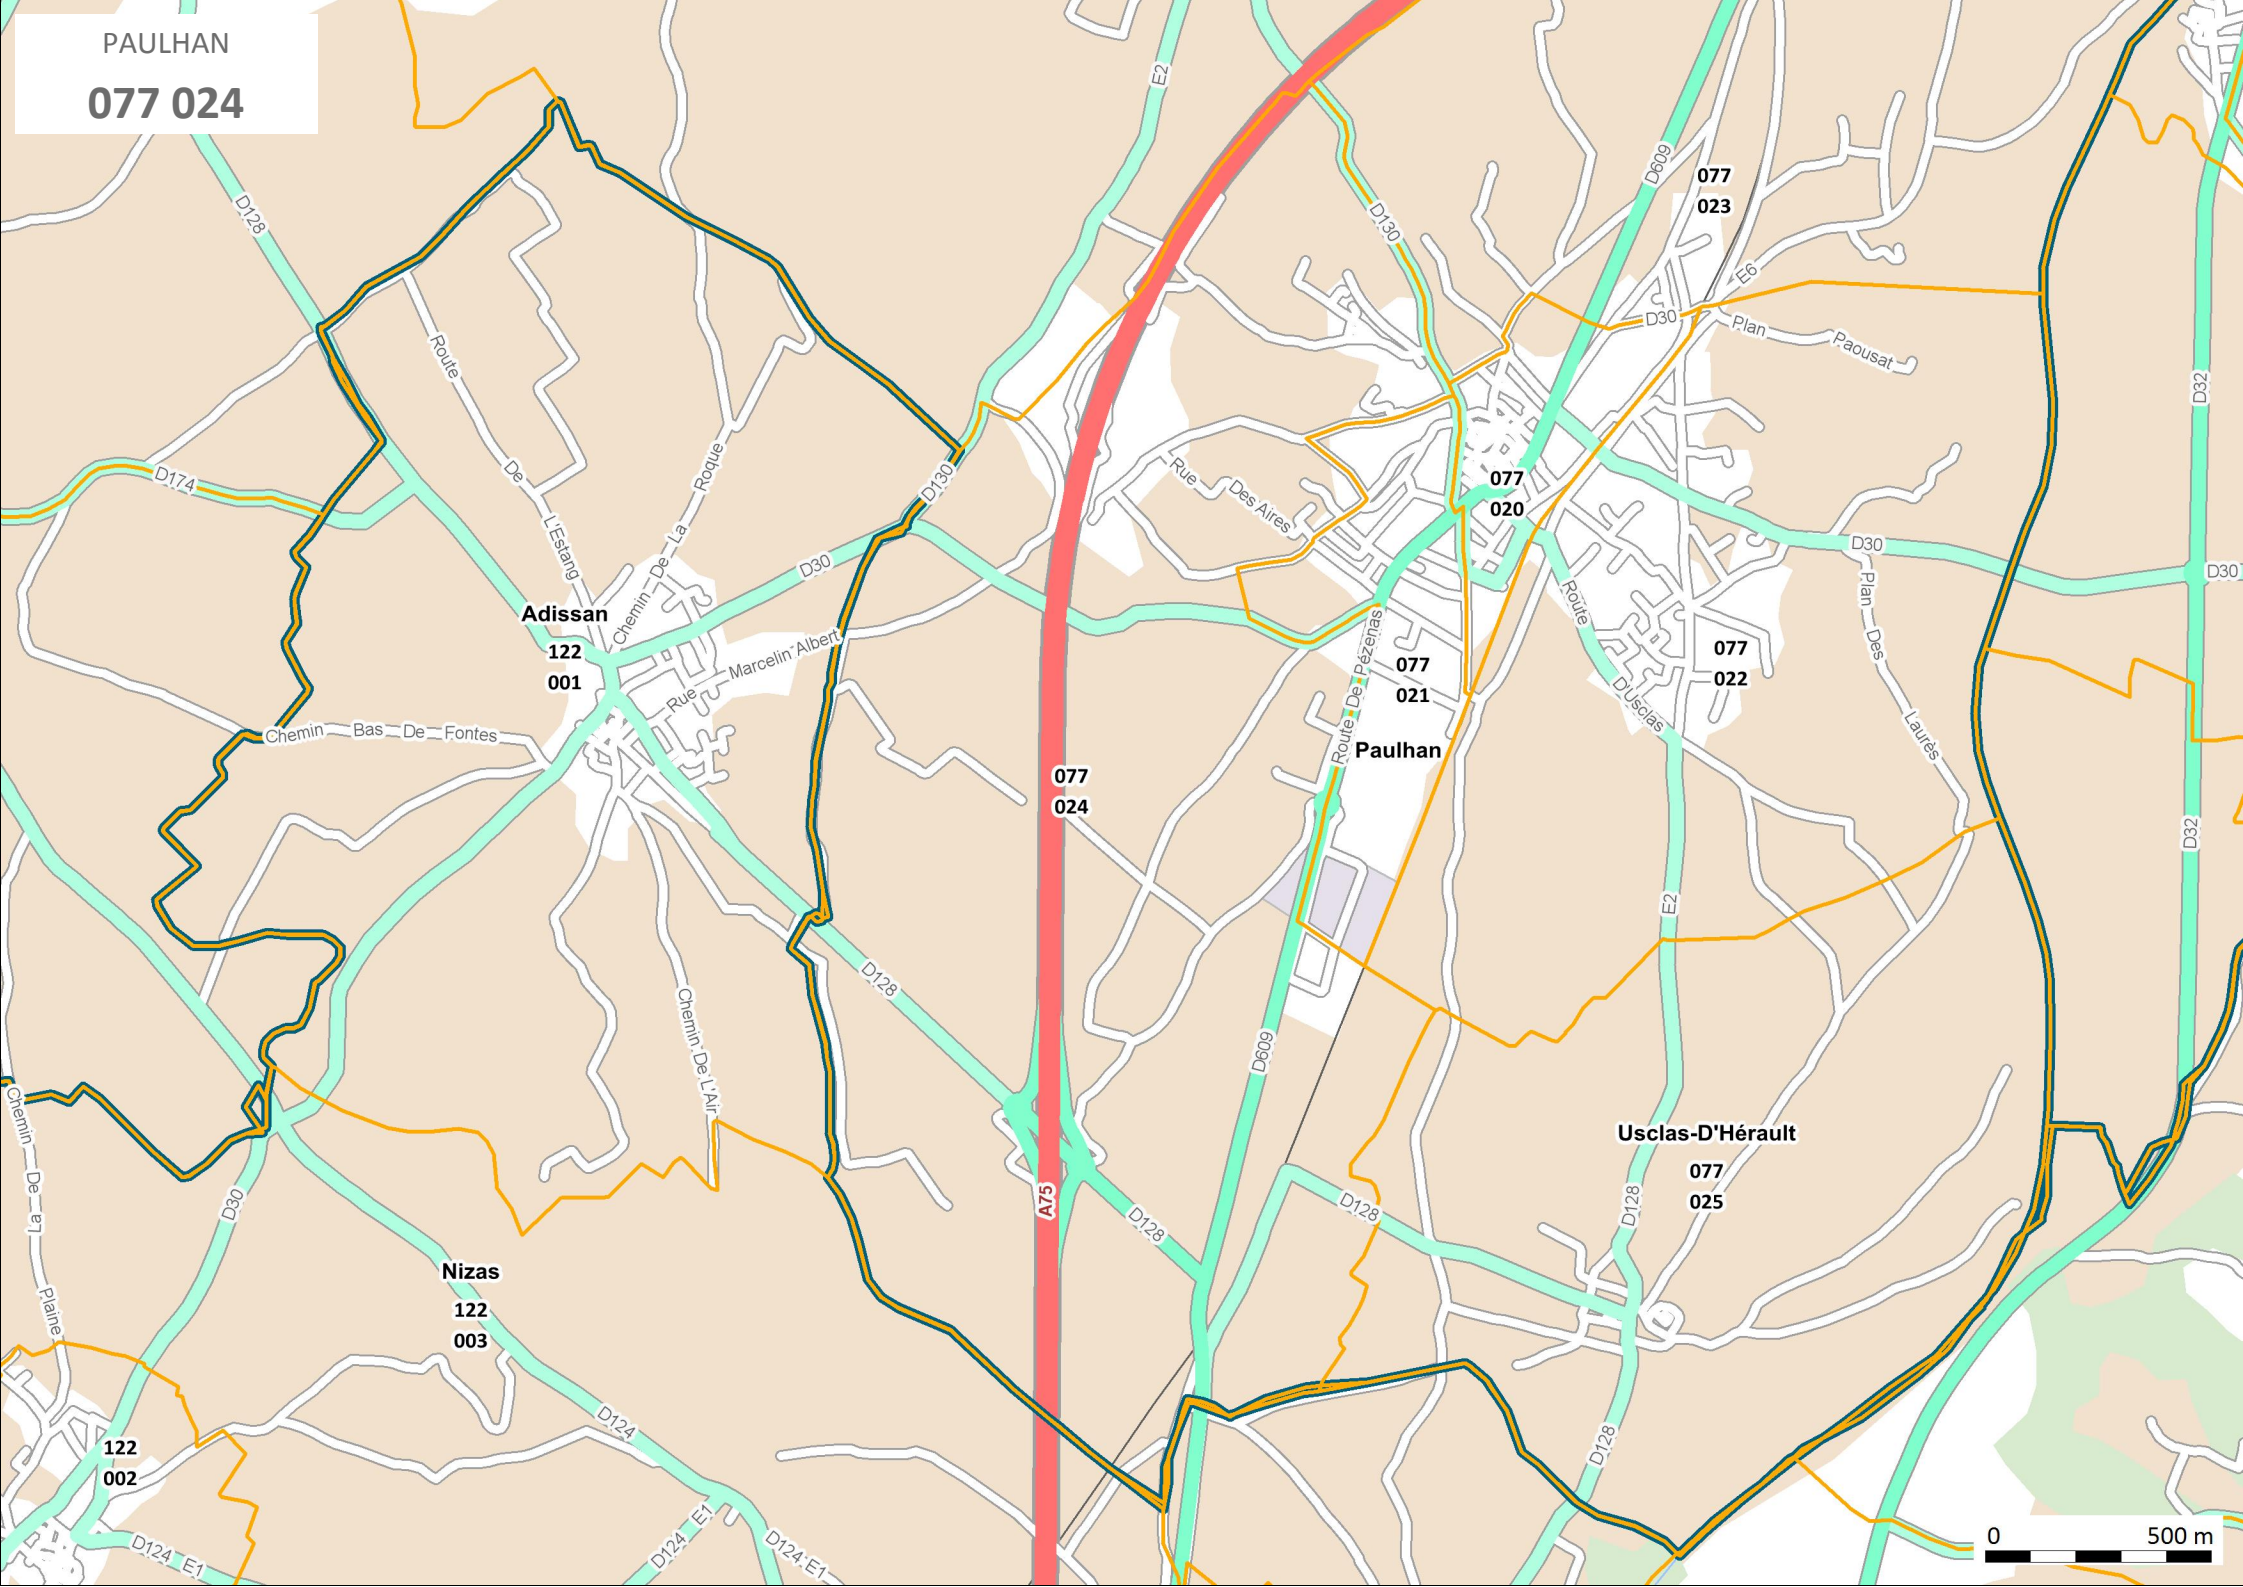 PAULHAN
077 024
E2
D128
D609
077
023
D130
E6
D30
Plan
Paousat
Route
De
L'Estang
D32
D174
Chemin De La Roque
D130
Rue
Des Aires
077
020
D30
D30
D30
Adissan
122
001
Route
D'Usclas
Plan Des Laurès
Rue Marcelin Albert
077
021
077
022
Route De Pézenas
Chemin Bas De Fontes
Paulhan
077
024
D32
E2
D128
Chemin De L'Air
D609
Chemin De La Plaine
Usclas-D'Hérault
077
025
D30
A75
D128
D128
D128
Nizas
122
003
D124
D128
122
002
D124 E1
D124 E1
D124 E1
0 500 m